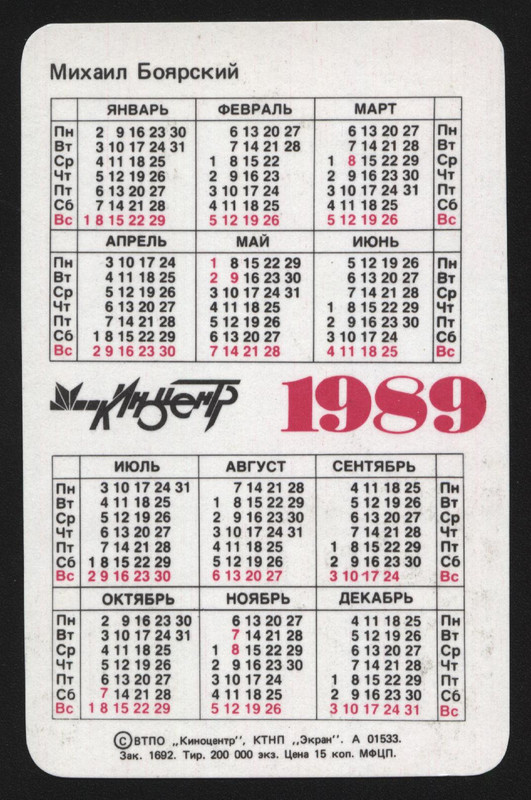 Михаил Боярский
ЯНВАРЬ ФЕВРАЛЬ МАРТ
Пн 2 9 16 23 30 6 13 20 27 6 13 20 27 Пн
Вт 3 10 17 24 31 7 14 21 28 7 14 21 28 Вт
Ср 4 11 18 25 1 8 15 22 1 8 15 22 29 Ср
Чт 5 12 19 26 2 9 16 23 2 9 16 23 30 Чт
Пт 6 13 20 27 3 10 17 24 3 10 17 24 31 Пт
Сб 7 14 21 28 4 11 18 25 4 11 18 25 Сб
Вс 1 8 15 22 29 5 12 19 26 5 12 19 26 Вс
АПРЕЛЬ МАЙ ИЮНЬ
Пн 3 10 17 24 1 8 15 22 29 5 12 19 26 Пн
Вт 4 11 18 25 2 9 16 23 30 6 13 20 27 Вт
Ср 5 12 19 26 3 10 17 24 31 7 14 21 28 Ср
Чт 6 13 20 27 4 11 18 25 1 8 15 22 29 Чт
Пт 7 14 21 28 5 12 19 26 2 9 16 23 30 Пт
Сб 1 8 15 22 29 6 13 20 27 3 10 17 24 Сб
Вс 2 9 16 23 30 7 14 21 28 4 11 18 25 Вс
Киноцентр 1989
ИЮЛЬ АВГУСТ СЕНТЯБРЬ
Пн 3 10 17 24 31 7 14 21 28 4 11 18 25 Пн
Вт 4 11 18 25 1 8 15 22 29 5 12 19 26 Вт
Ср 5 12 19 26 2 9 16 23 30 6 13 20 27 Ср
Чт 6 13 20 27 3 10 17 24 31 7 14 21 28 Чт
Пт 7 14 21 28 4 11 18 25 1 8 15 22 29 Пт
Сб 1 8 15 22 29 5 12 19 26 2 9 16 23 30 Сб
Вс 2 9 16 23 30 6 13 20 27 3 10 17 24 Вс
ОКТЯБРЬ НОЯБРЬ ДЕКАБРЬ
Пн 2 9 16 23 30 6 13 20 27 4 11 18 25 Пн
Вт 3 10 17 24 31 7 14 21 28 5 12 19 26 Вт
Ср 4 11 18 25 1 8 15 22 29 6 13 20 27 Ср
Чт 5 12 19 26 2 9 16 23 30 7 14 21 28 Чт
Пт 6 13 20 27 3 10 17 24 1 8 15 22 29 Пт
Сб 7 14 21 28 4 11 18 25 2 9 16 23 30 Сб
Вс 1 8 15 22 29 5 12 19 26 3 10 17 24 31 Вс
©ВТПО „Киноцентр", КТНП „Экран". А 01533.
Зак. 1692. Тир. 200 000 экз. Цена 15 коп. МФЦП.